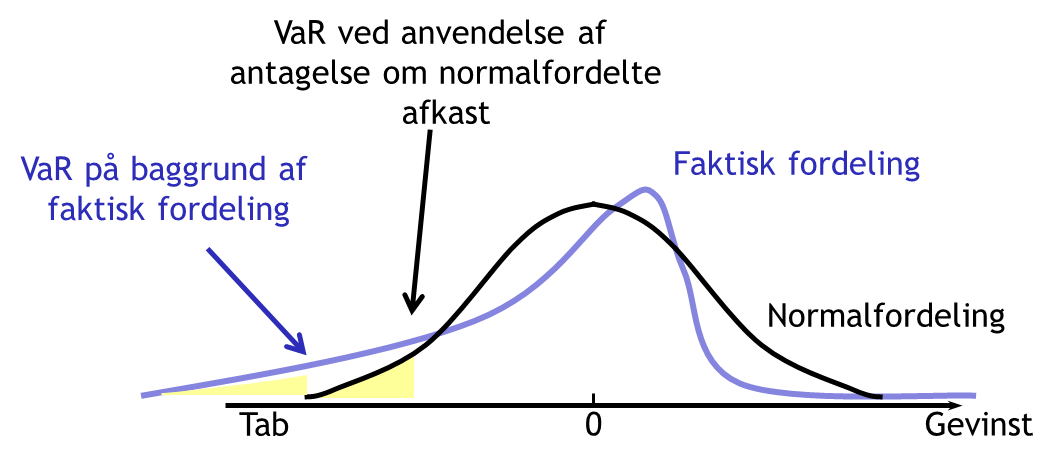 VaR ved anvendelse af
antagelse om normalfordelte
afkast
VaR på baggrund af
faktisk fordeling
Faktisk fordeling
Normalfordeling
Tab
0
Gevinst